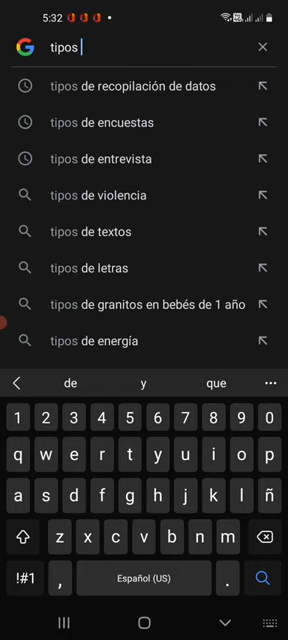 5:32
tipos
tipos de recopilación de datos
tipos de encuestas
tipos de entrevista
tipos de violencia
tipos de textos
tipos de letras
tipos de granitos en bebés de 1 año
tipos de energía
de y que
1 2 3 4 5 6 7 8 9 0
q w e r t y u i o p
a s d f g h j k l ñ
z x c v b n m
!#1 , Español (US) .